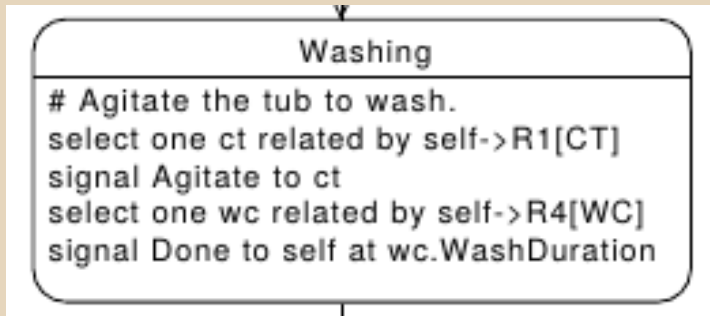 Washing
# Agitate the tub to wash.
select one ct related by self->R1[CT]
signal Agitate to ct
select one wc related by self->R4[WC]
signal Done to self at wc.WashDuration